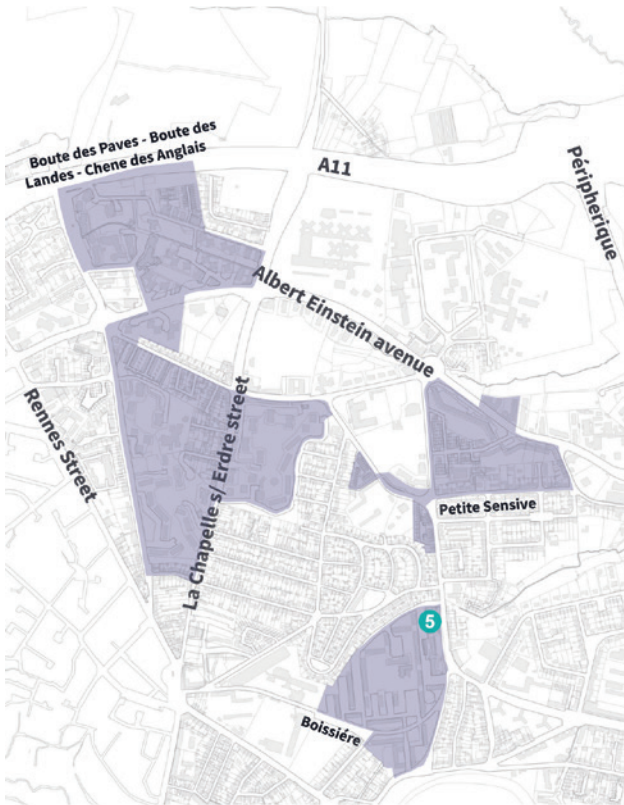 Boute des Paves - Boute des
Landes - Chene des Anglais
A11
Péripherique
Albert Einstein avenue
Rennes Street
La Chapelle s/ Erdre street
Petite Sensive
5
Boissiére